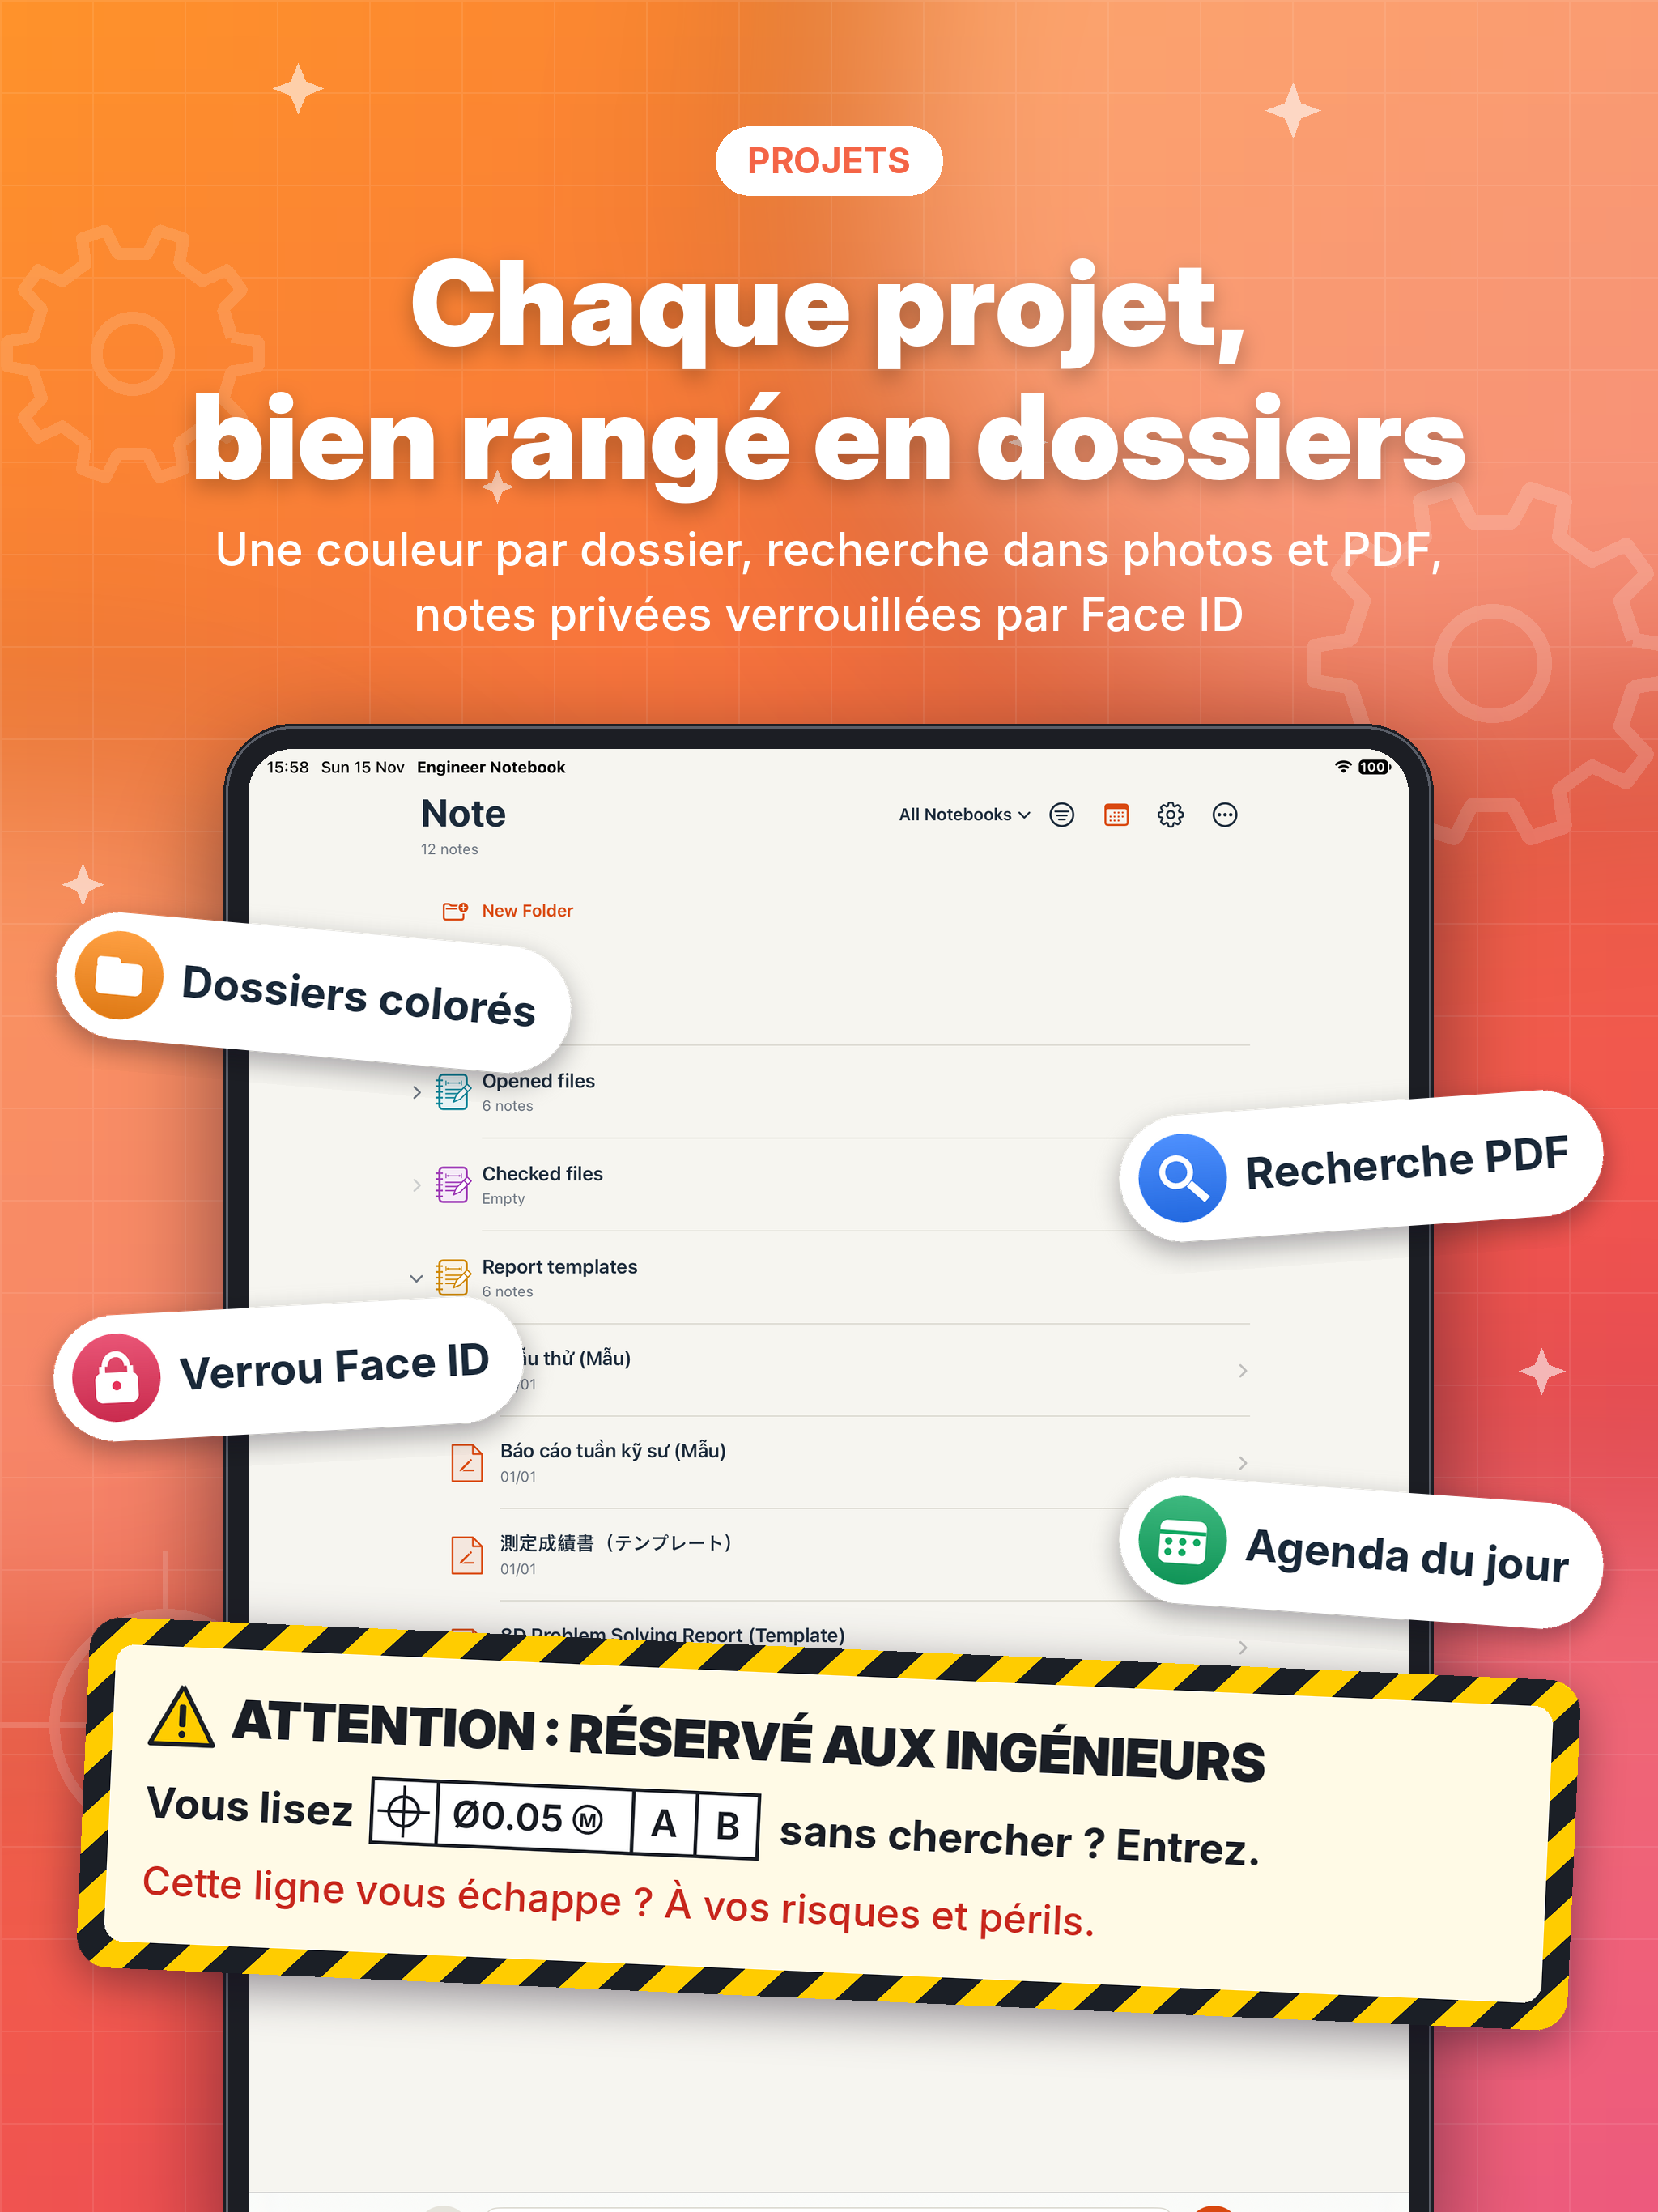 PROJETS
Chaque projet,
bien rangé en dossiers
Une couleur par dossier, recherche dans photos et PDF,
notes privées verrouillées par Face ID
15:58 Sun 15 Nov Engineer Notebook
100
Note
All Notebooks
12 notes
New Folder
Dossiers colorés
Opened files
6 notes
Recherche PDF
Checked files
Empty
Report templates
6 notes
Verrou Face ID
thử (Mẫu)
/01
Báo cáo tuần kỹ sư (Mẫu)
01/01
測定成績書（テンプレート）
01/01
Agenda du jour
8D Problem Solving Report (Template)
ATTENTION : RÉSERVÉ AUX INGÉNIEURS
Vous lisez ⌖ Ø0.05 Ⓜ A B sans chercher ? Entrez.
Cette ligne vous échappe ? À vos risques et périls.